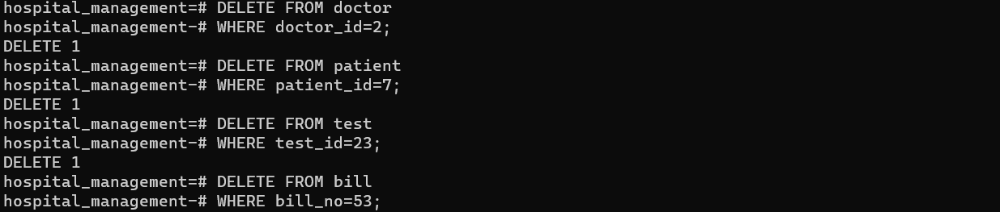 hospital_management=# DELETE FROM doctor
hospital_management-# WHERE doctor_id=2;
DELETE 1
hospital_management=# DELETE FROM patient
hospital_management-# WHERE patient_id=7;
DELETE 1
hospital_management=# DELETE FROM test
hospital_management-# WHERE test_id=23;
DELETE 1
hospital_management=# DELETE FROM bill
hospital_management-# WHERE bill_no=53;